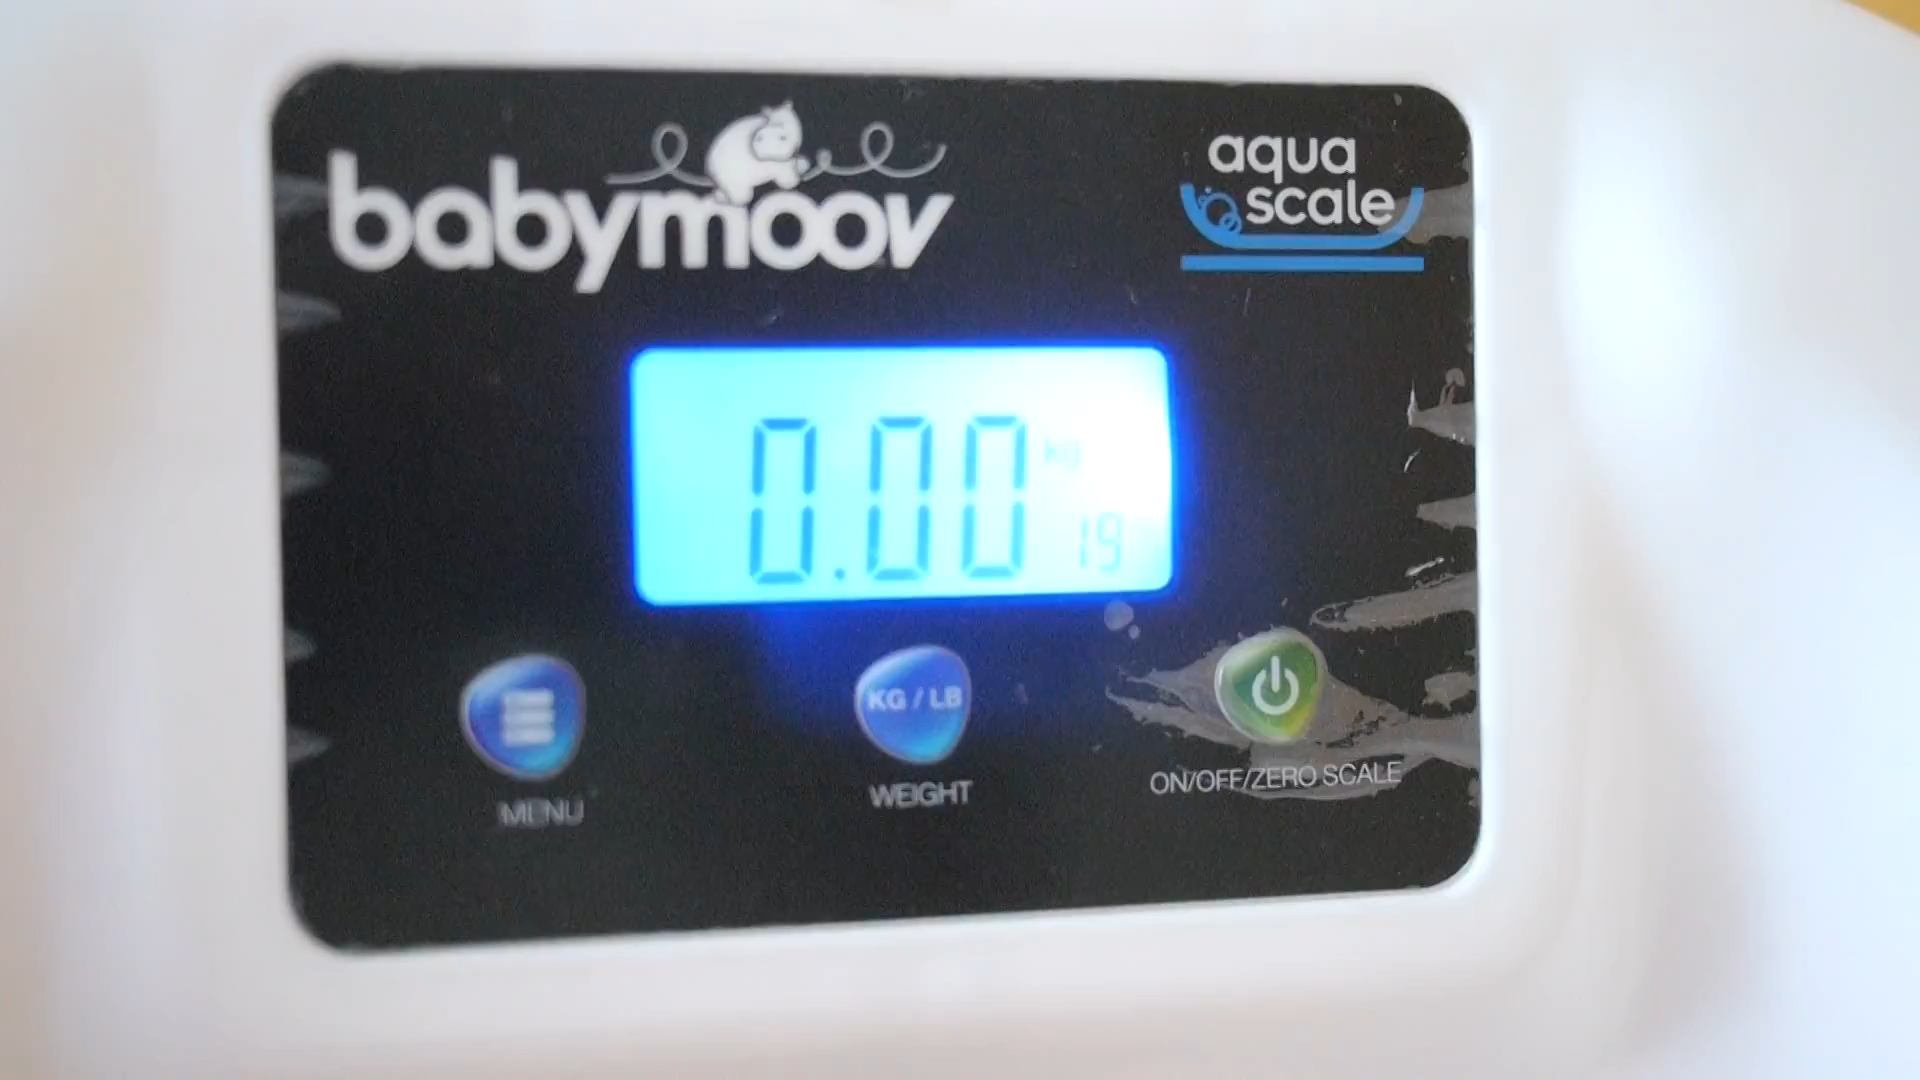 babymoov
aqua
scale
0.00 kg
19
KG / LB
MENU
WEIGHT
ON/OFF/ZERO SCALE